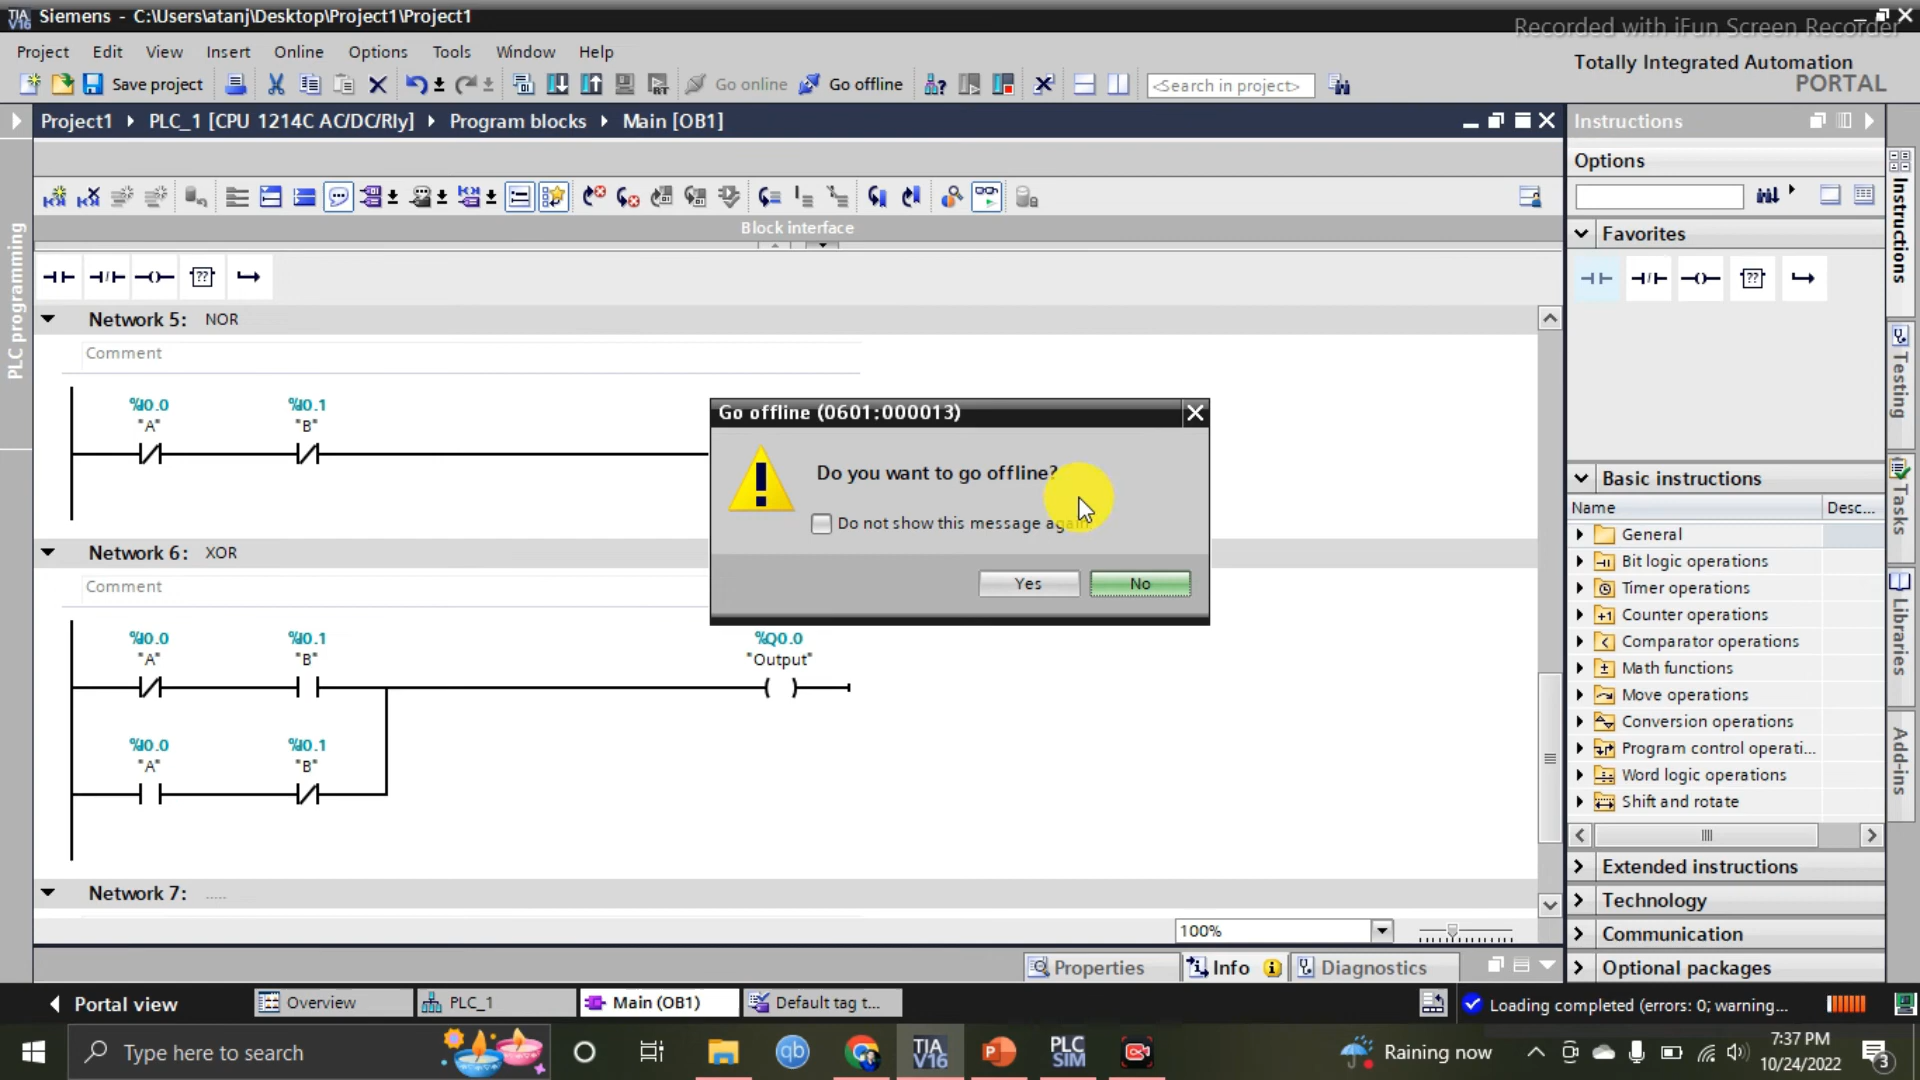 Siemens - C:\Users\atanj\Desktop\Project1\Project1
Recorded with iFun Screen Recorder
Project Edit View Insert Online Options Tools Window Help
Totally Integrated Automation
PORTAL
Save project Go online Go offline <Search in project>
Project1 PLC_1 [CPU 1214C AC/DC/Rly] Program blocks Main [OB1]
Instructions
Options
Block interface
Favorites
Network 5: NOR
Comment
%I0.0 %I0.1
"A" "B"
Go offline (0601:000013)
Do you want to go offline?
Do not show this message again
Yes No
Network 6: XOR
Comment
%I0.0 %I0.1 %Q0.0
"A" "B" "Output"
%I0.0 %I0.1
"A" "B"
Network 7: .....
100%
Properties Info Diagnostics
Basic instructions
Name Desc...
General
Bit logic operations
Timer operations
Counter operations
Comparator operations
Math functions
Move operations
Conversion operations
Program control operati...
Word logic operations
Shift and rotate
Extended instructions
Technology
Communication
Optional packages
PLC programming
Instructions
Testing
Tasks
Libraries
Add-ins
Portal view Overview PLC_1 Main (OB1) Default tag t... Loading completed (errors: 0; warning...
Type here to search
TIA V16
PLC SIM
Raining now
7:37 PM
10/24/2022
3